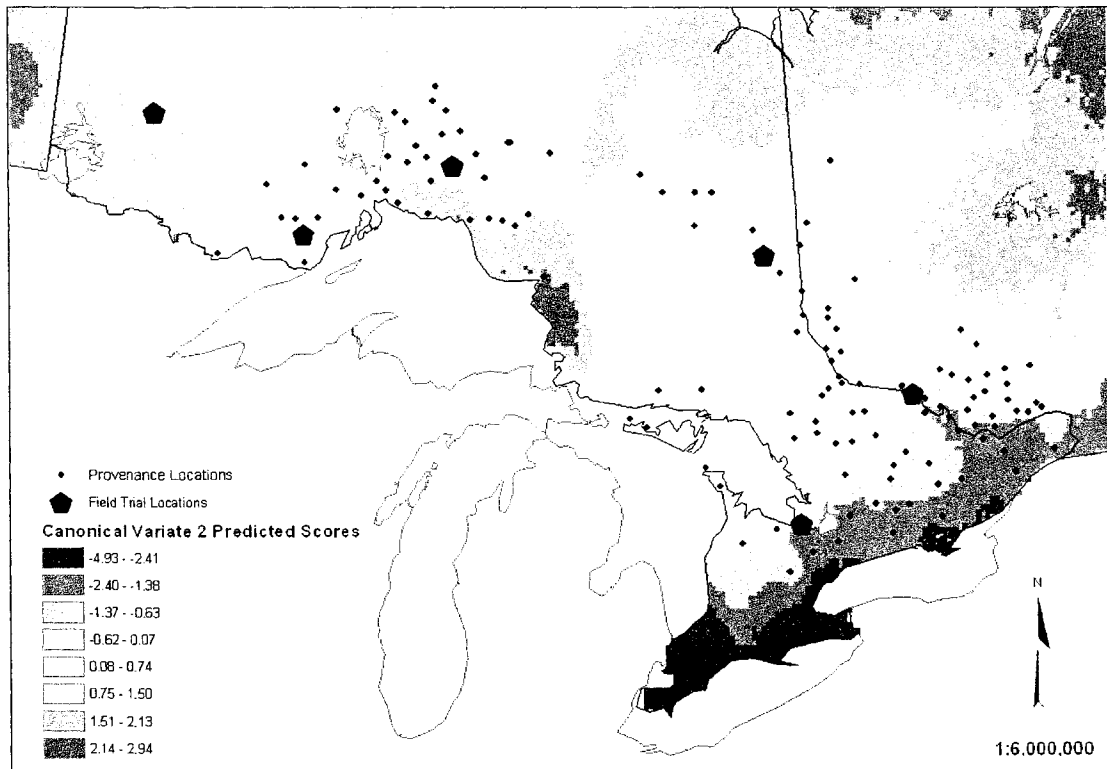 Provenance Locations
Field Trial Locations
Canonical Variate 2 Predicted Scores
-4.93 - -2.41
-2.40 - -1.38
-1.37 - -0.63
-0.62 - 0.07
0.08 - 0.74
0.75 - 1.50
1.51 - 2.13
2.14 - 2.94
N
1:6,000,000